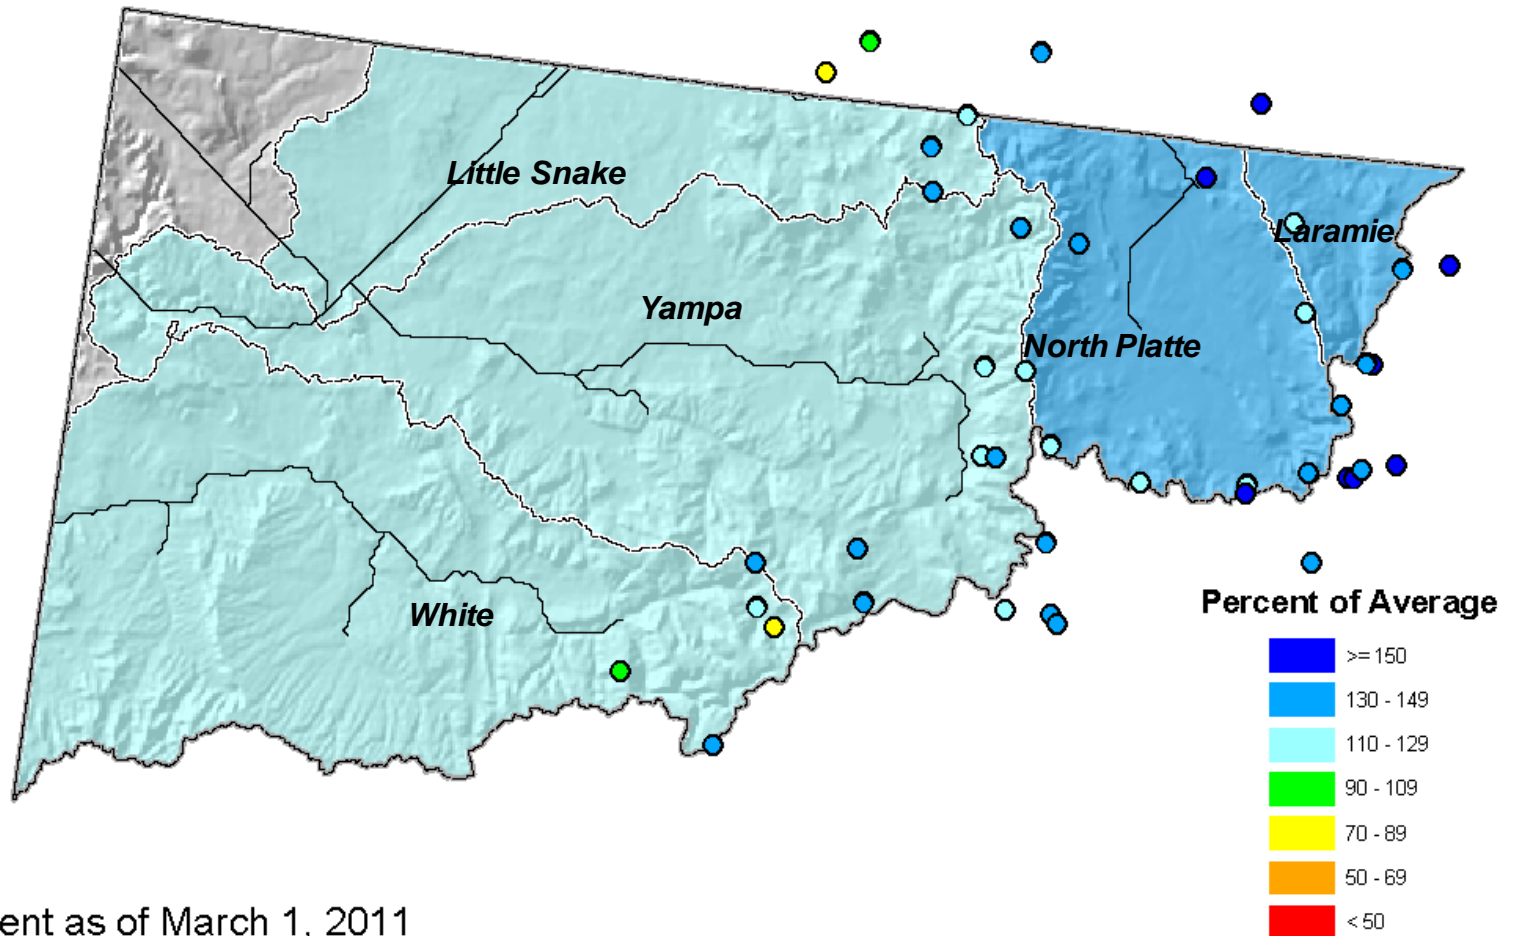 Little Snake
Laramie
Yampa
North Platte
White
Percent of Average
>= 150
130 - 149
110 - 129
90 - 109
70 - 89
50 - 69
< 50
ent as of March 1, 2011